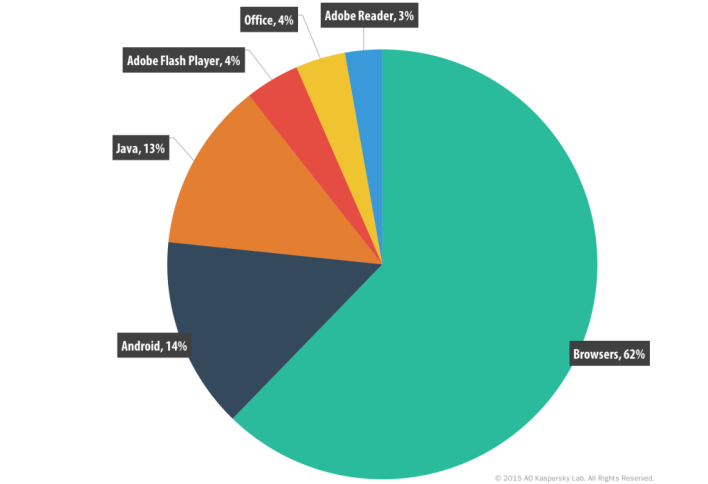 Adobe Reader, 3%
Office, 4%
Adobe Flash Player, 4%
Java, 13%
Android, 14%
Browsers, 62%
© 2015 AO Kaspersky Lab. All Rights Reserved.